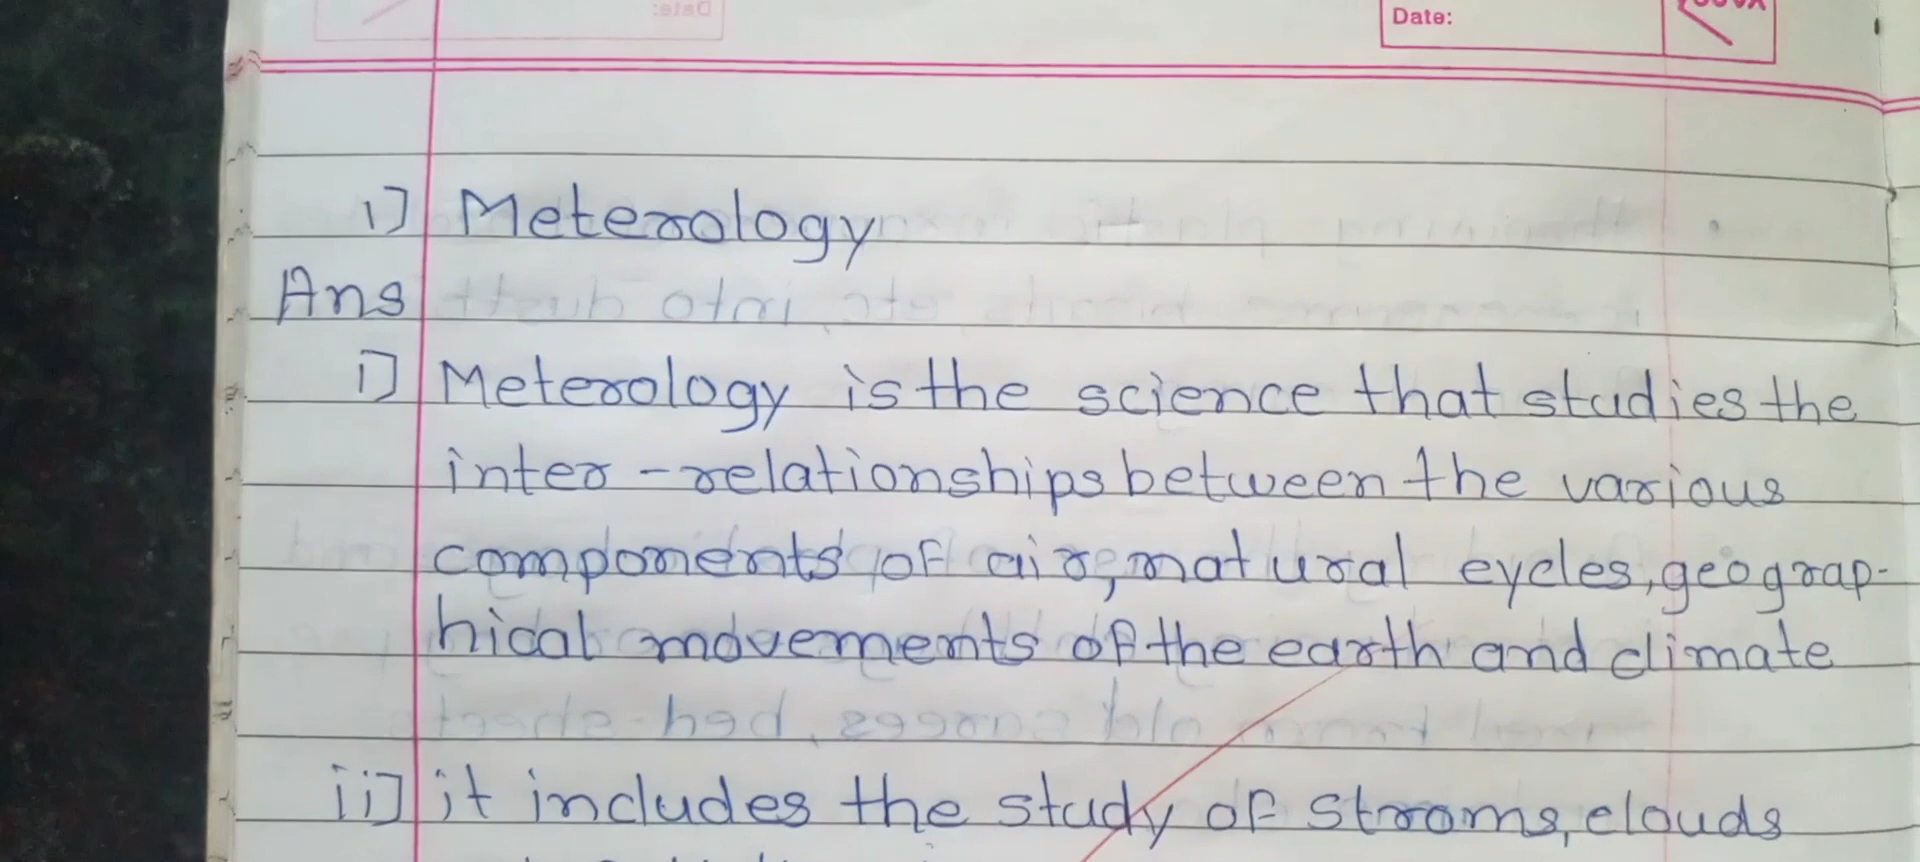 Date:
1) Meterology
Ans
i) Meterology is the science that studies the
inter-relationships between the various
components of air, natural cycles, geograp-
hical movements of the earth and climate
ii) it includes the study of stroms, clouds